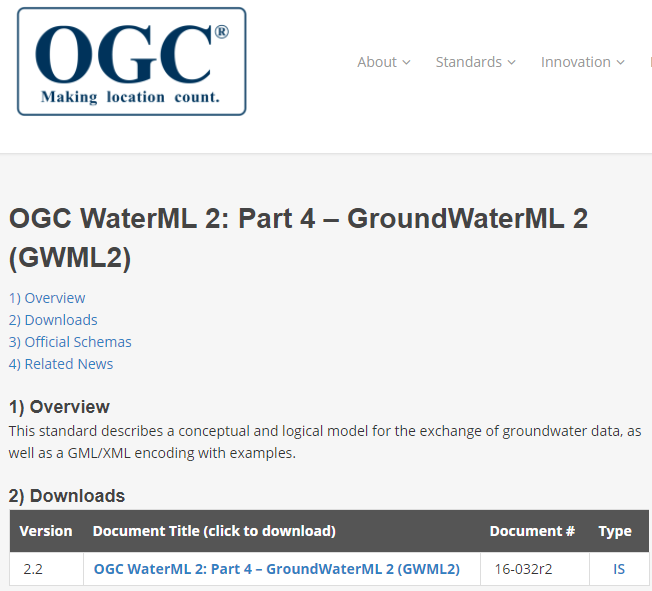 OGC®
Making location count.
About
Standards
Innovation
OGC WaterML 2: Part 4 – GroundWaterML 2
(GWML2)
1) Overview
2) Downloads
3) Official Schemas
4) Related News
1) Overview
This standard describes a conceptual and logical model for the exchange of groundwater data, as
well as a GML/XML encoding with examples.
2) Downloads
Version Document Title (click to download) Document # Type
2.2 OGC WaterML 2: Part 4 – GroundWaterML 2 (GWML2) 16-032r2 IS